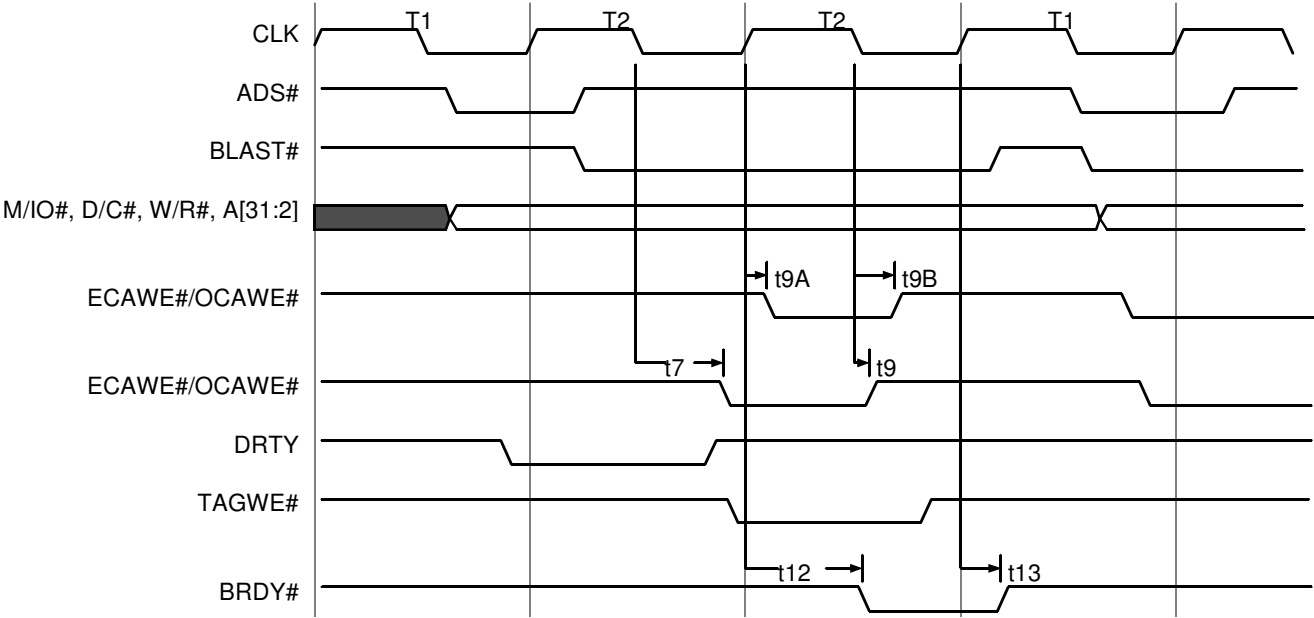 T1 T2 T2 T1
CLK
ADS#
BLAST#
M/IO#, D/C#, W/R#, A[31:2]
t9A t9B
ECAWE#/OCAWE#
t7 t9
ECAWE#/OCAWE#
DRTY
TAGWE#
t12 t13
BRDY#